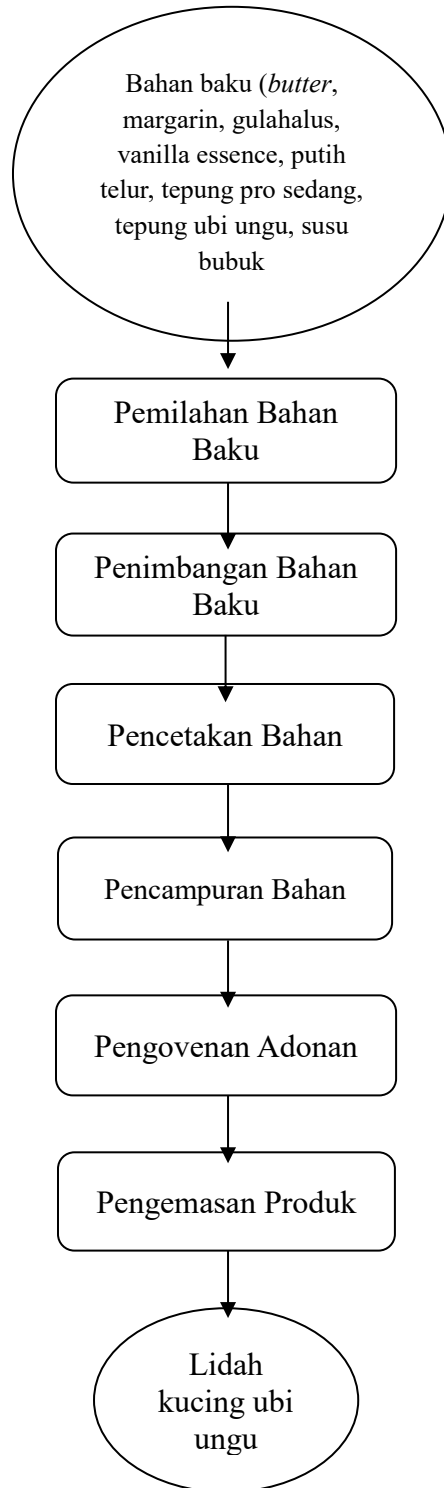 Bahan baku (butter,
margarin, gulahalus,
vanilla essence, putih
telur, tepung pro sedang,
tepung ubi ungu, susu
bubuk
Pemilahan Bahan
Baku
Penimbangan Bahan
Baku
Pencetakan Bahan
Pencampuran Bahan
Pengovenan Adonan
Pengemasan Produk
Lidah
kucing ubi
ungu